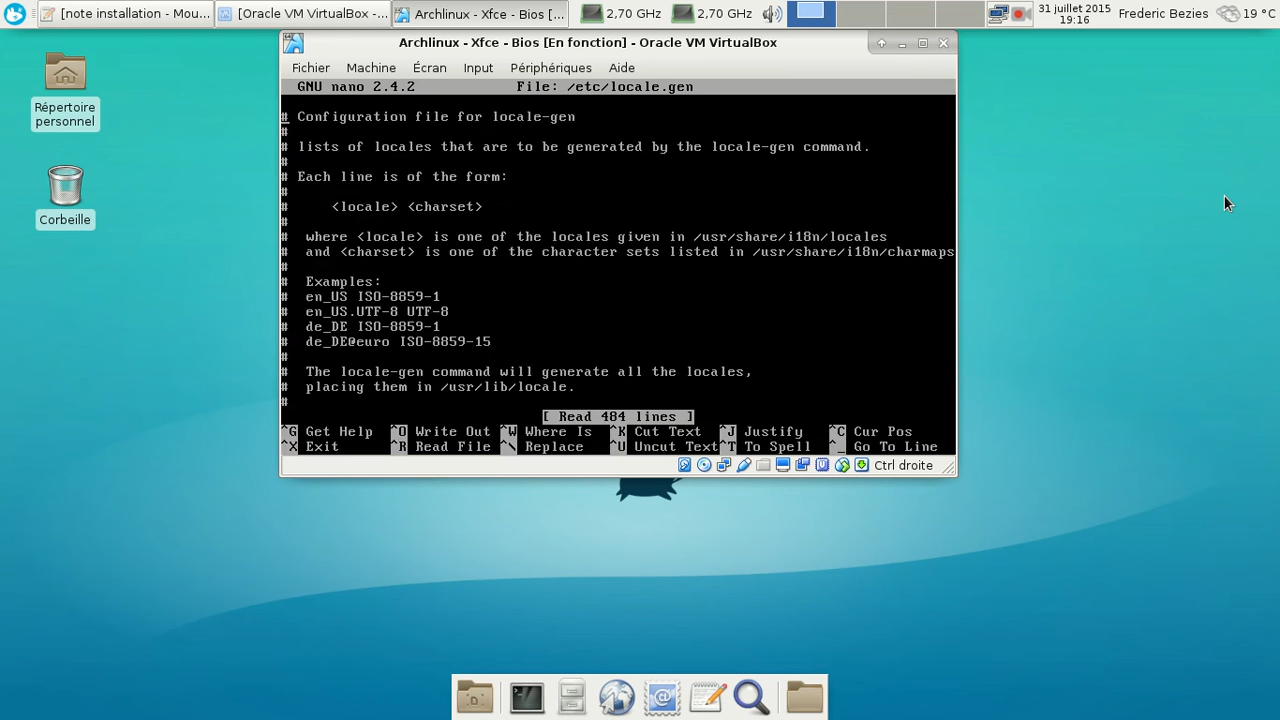 [note installation - Mou...
[Oracle VM VirtualBox -...
Archlinux - Xfce - Bios [...
2,70 GHz
2,70 GHz
31 juillet 2015
19:16
Frederic Bezies
19 °C
Répertoire
personnel
Corbeille
Archlinux - Xfce - Bios [En fonction] - Oracle VM VirtualBox
Fichier Machine Écran Input Périphériques Aide
GNU nano 2.4.2 File: /etc/locale.gen
# Configuration file for locale-gen
#
# lists of locales that are to be generated by the locale-gen command.
#
# Each line is of the form:
#
# <locale> <charset>
#
# where <locale> is one of the locales given in /usr/share/i18n/locales
# and <charset> is one of the character sets listed in /usr/share/i18n/charmaps
#
# Examples:
# en_US ISO-8859-1
# en_US.UTF-8 UTF-8
# de_DE ISO-8859-1
# de_DE@euro ISO-8859-15
#
# The locale-gen command will generate all the locales,
# placing them in /usr/lib/locale.
#
[ Read 484 lines ]
^G Get Help ^O Write Out ^W Where Is ^K Cut Text ^J Justify ^C Cur Pos
^X Exit ^R Read File ^\ Replace ^U Uncut Text ^T To Spell ^_ Go To Line
Ctrl droite